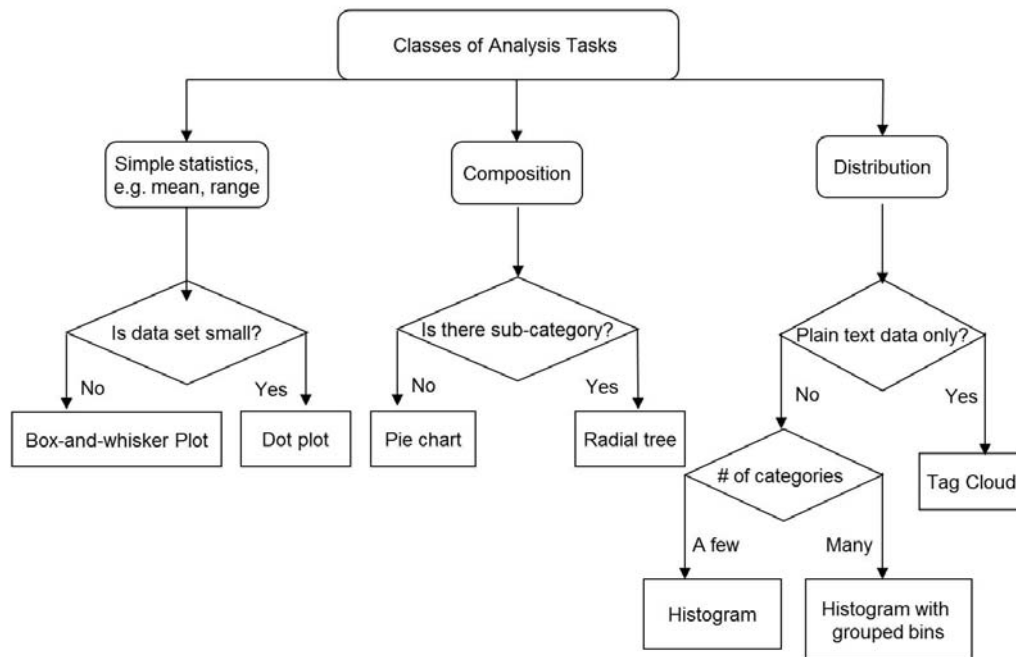 Classes of Analysis Tasks
Simple statistics,
e.g. mean, range
Composition
Distribution
Is data set small?
Is there sub-category?
Plain text data only?
No
Yes
No
Yes
No
Yes
Box-and-whisker Plot
Dot plot
Pie chart
Radial tree
# of categories
Tag Cloud
A few
Many
Histogram
Histogram with
grouped bins